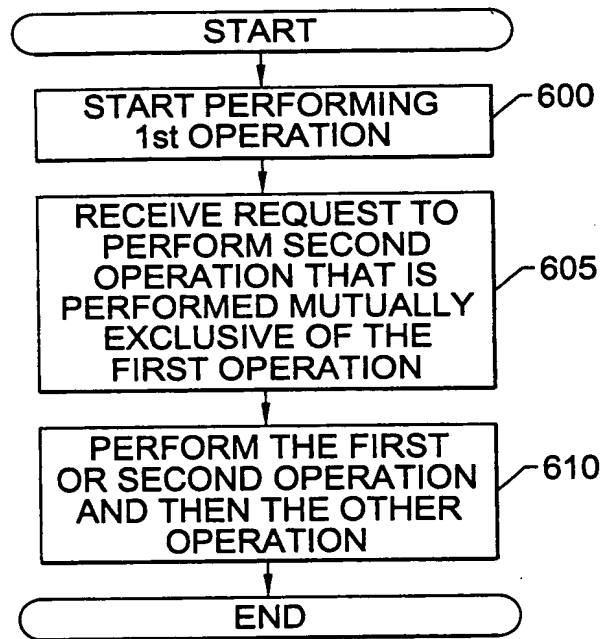 START
START PERFORMING
1st OPERATION
600
RECEIVE REQUEST TO
PERFORM SECOND
OPERATION THAT IS
PERFORMED MUTUALLY
EXCLUSIVE OF THE
FIRST OPERATION
605
PERFORM THE FIRST
OR SECOND OPERATION
AND THEN THE OTHER
OPERATION
610
END